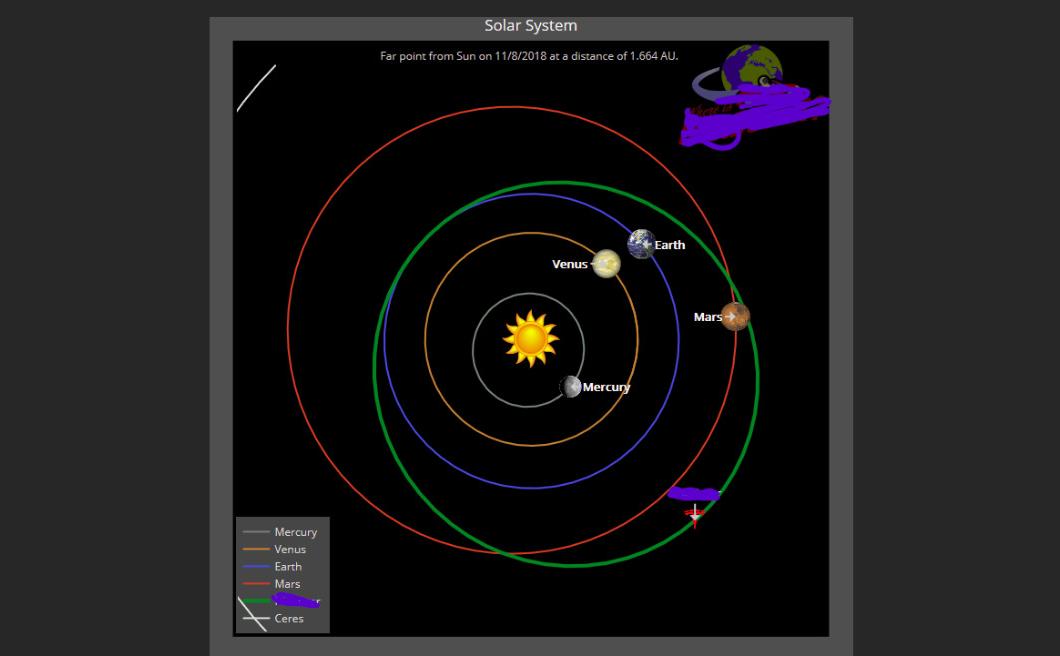 Solar System
Far point from Sun on 11/8/2018 at a distance of 1.664 AU.
Earth
Venus
Mars
Mercury
Mercury
Venus
Earth
Mars
Ceres